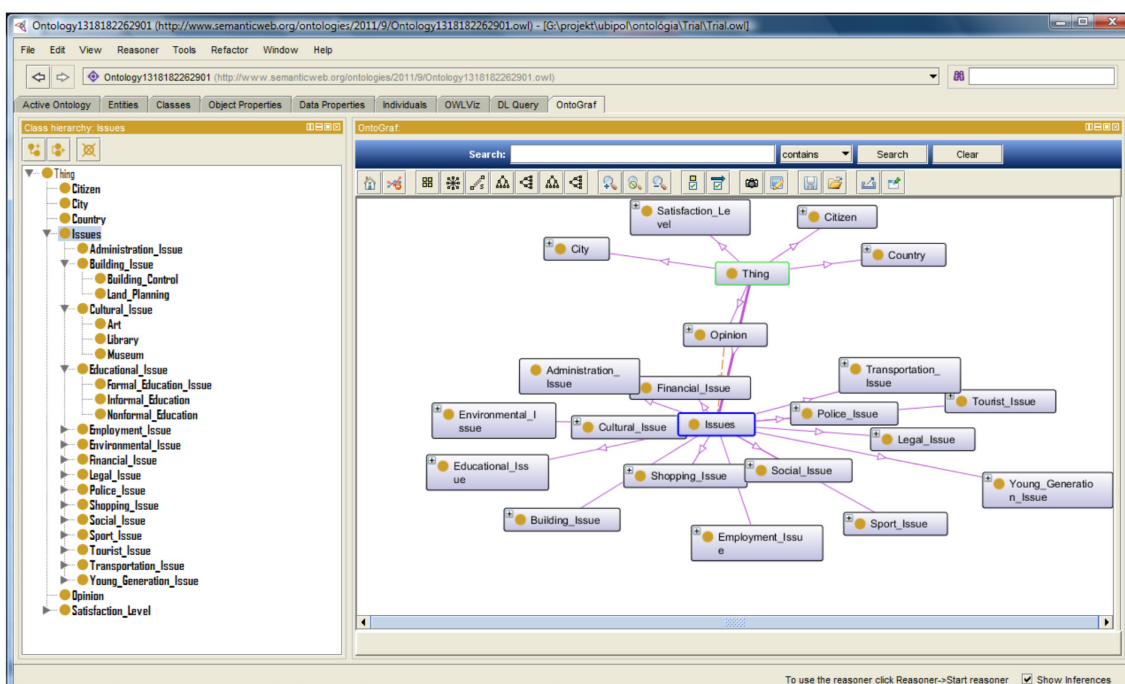 Ontology1318182262901 (http://www.semanticweb.org/ontologies/2011/9/Ontology1318182262901.owl) - [G:\projekt\ubipol\ontológia\Trial\Trial.owl]
File Edit View Reasoner Tools Refactor Window Help
Ontology1318182262901 (http://www.semanticweb.org/ontologies/2011/9/Ontology1318182262901.owl)
Active Ontology Entities Classes Object Properties Data Properties Individuals OWLViz DL Query OntoGraf
Class hierarchy: Issues
Thing
Citizen
City
Country
Issues
Administration_Issue
Building_Issue
Building_Control
Land_Planning
Cultural_Issue
Art
Library
Museum
Educational_Issue
Formal_Education_Issue
Informal_Education
Nonformal_Education
Employment_Issue
Environmental_Issue
Financial_Issue
Legal_Issue
Police_Issue
Shopping_Issue
Social_Issue
Sport_Issue
Tourist_Issue
Transportation_Issue
Young_Generation_Issue
Opinion
Satisfaction_Level
OntoGraf:
Search: contains Search Clear
Satisfaction_Le
vel
Citizen
City
Country
Thing
Opinion
Administration_
Issue
Financial_Issue
Transportation_
Issue
Tourist_Issue
Environmental_I
ssue
Cultural_Issue
Issues
Police_Issue
Legal_Issue
Educational_Iss
ue
Shopping_Issue
Social_Issue
Young_Generatio
n_Issue
Building_Issue
Employment_Issu
e
Sport_Issue
To use the reasoner click Reasoner->Start reasoner Show Inferences